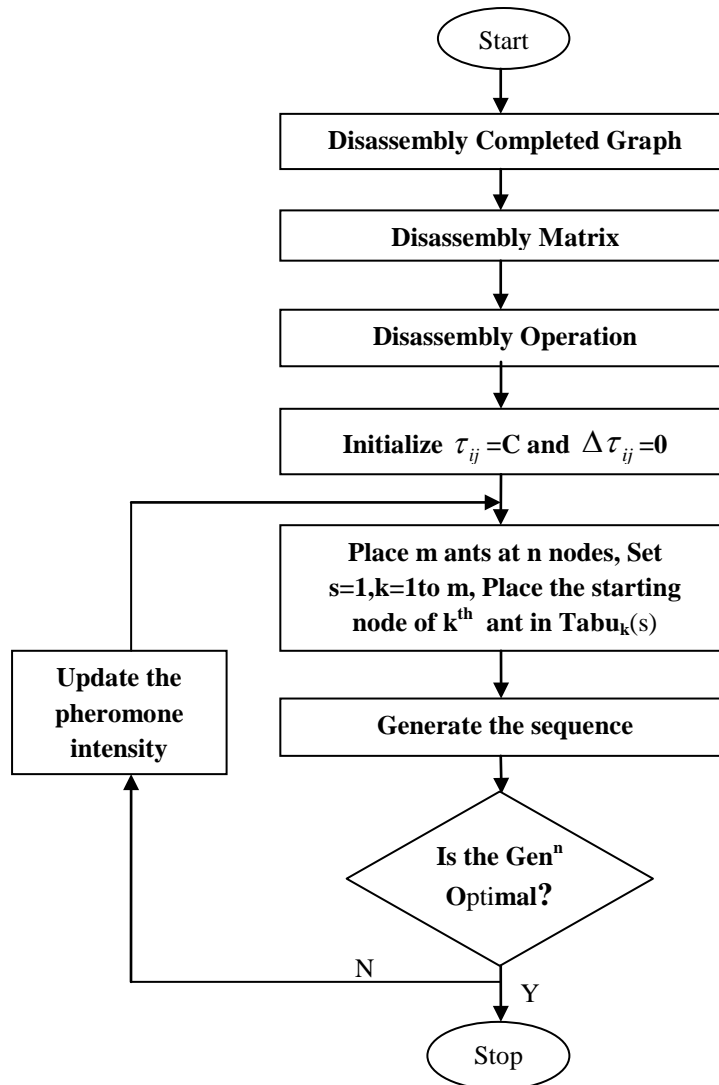 Start
Disassembly Completed Graph
Disassembly Matrix
Disassembly Operation
Initialize τij =C and Δτij =0
Place m ants at n nodes, Set
s=1,k=1to m, Place the starting
node of kth ant in Tabuk(s)
Update the
pheromone
intensity
Generate the sequence
Is the Genn
Optimal?
N
Y
Stop